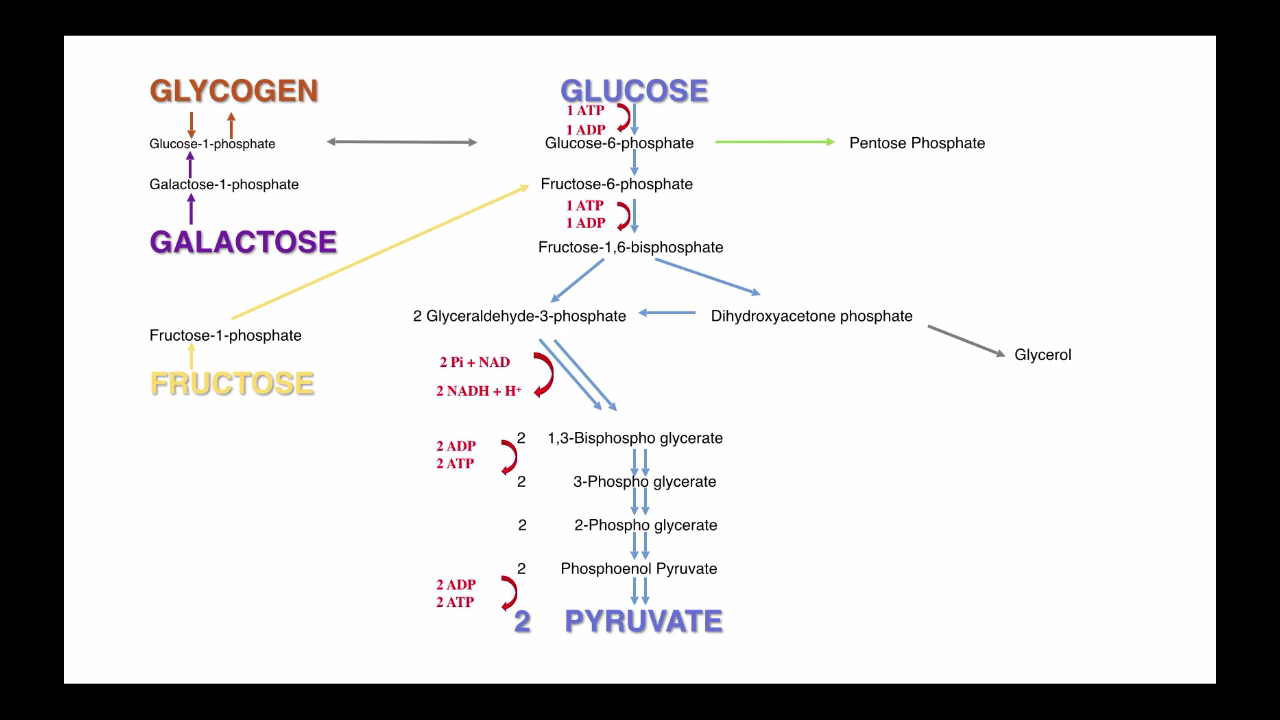 GLYCOGEN
GLUCOSE
1 ATP
1 ADP
Glucose-1-phosphate
Glucose-6-phosphate
Pentose Phosphate
Galactose-1-phosphate
Fructose-6-phosphate
1 ATP
1 ADP
GALACTOSE
Fructose-1,6-bisphosphate
2 Glyceraldehyde-3-phosphate
Dihydroxyacetone phosphate
Fructose-1-phosphate
Glycerol
2 Pi + NAD
FRUCTOSE
2 NADH + H⁺
2 1,3-Bisphospho glycerate
2 ADP
2 ATP
2 3-Phospho glycerate
2 2-Phospho glycerate
2 Phosphoenol Pyruvate
2 ADP
2 ATP
2 PYRUVATE